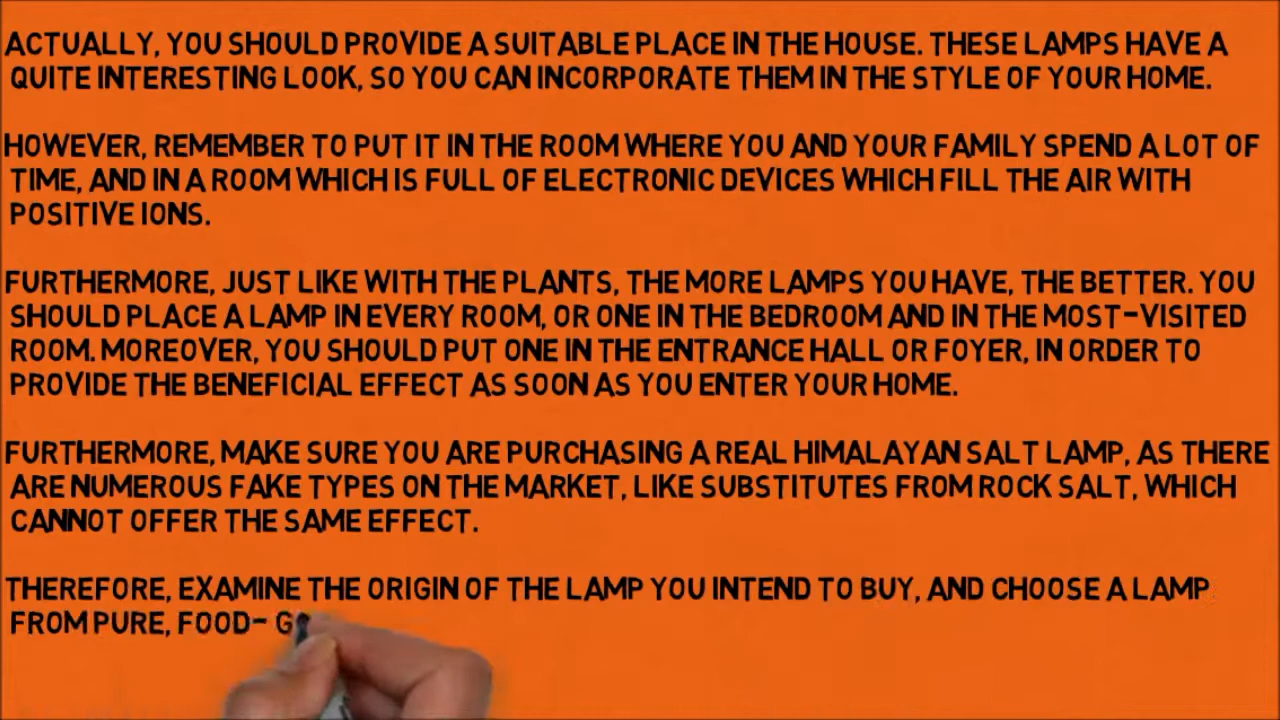 ACTUALLY, YOU SHOULD PROVIDE A SUITABLE PLACE IN THE HOUSE. THESE LAMPS HAVE A
QUITE INTERESTING LOOK, SO YOU CAN INCORPORATE THEM IN THE STYLE OF YOUR HOME.
HOWEVER, REMEMBER TO PUT IT IN THE ROOM WHERE YOU AND YOUR FAMILY SPEND A LOT OF
TIME, AND IN A ROOM WHICH IS FULL OF ELECTRONIC DEVICES WHICH FILL THE AIR WITH
POSITIVE IONS.
FURTHERMORE, JUST LIKE WITH THE PLANTS, THE MORE LAMPS YOU HAVE, THE BETTER. YOU
SHOULD PLACE A LAMP IN EVERY ROOM, OR ONE IN THE BEDROOM AND IN THE MOST-VISITED
ROOM. MOREOVER, YOU SHOULD PUT ONE IN THE ENTRANCE HALL OR FOYER, IN ORDER TO
PROVIDE THE BENEFICIAL EFFECT AS SOON AS YOU ENTER YOUR HOME.
FURTHERMORE, MAKE SURE YOU ARE PURCHASING A REAL HIMALAYAN SALT LAMP, AS THERE
ARE NUMEROUS FAKE TYPES ON THE MARKET, LIKE SUBSTITUTES FROM ROCK SALT, WHICH
CANNOT OFFER THE SAME EFFECT.
THEREFORE, EXAMINE THE ORIGIN OF THE LAMP YOU INTEND TO BUY, AND CHOOSE A LAMP
FROM PURE, FOOD- G